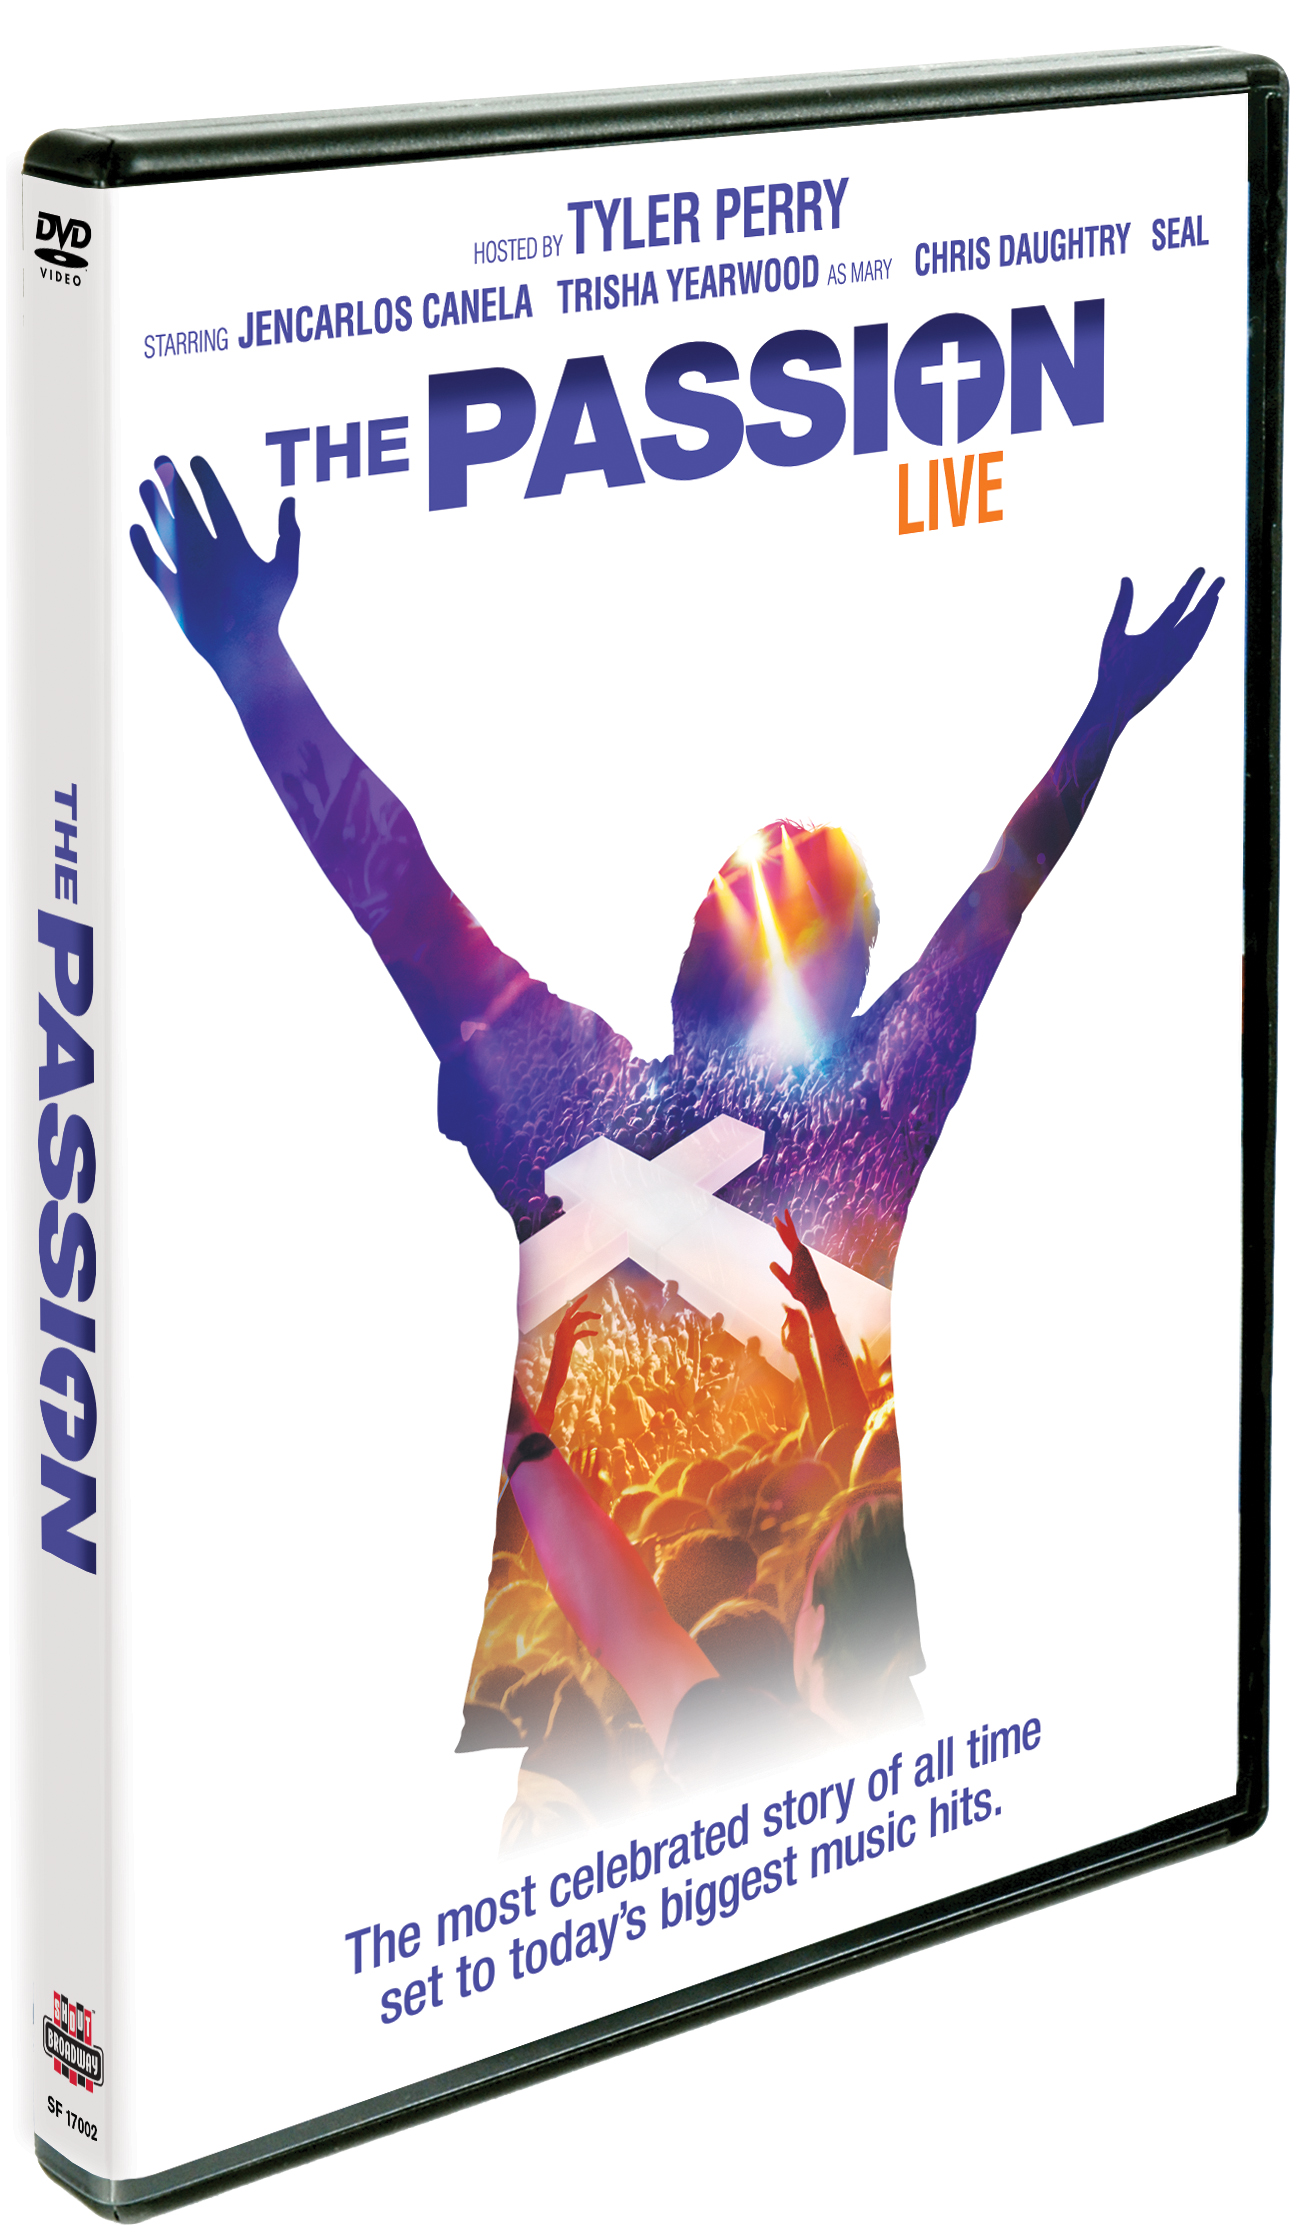 HOSTED BY TYLER PERRY
STARRING JENCARLOS CANELA TRISHA YEARWOOD AS MARY CHRIS DAUGHTRY SEAL
THE PASSION
LIVE
The most celebrated story of all time
set to today's biggest music hits.
DVD
VIDEO
THE PASSION
SHOUT
BROADWAY
SF 17002